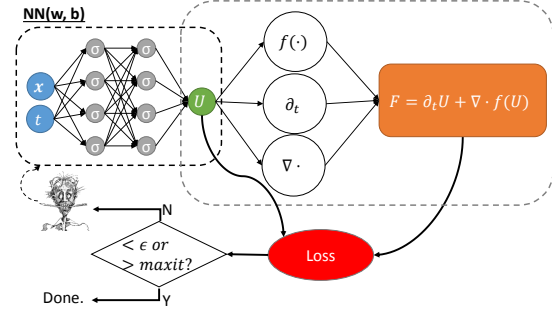 NN(w, b)
x
t
σ
σ
σ
σ
σ
σ
σ
σ
U
f(·)
∂ₜ
∇ ·
F = ∂ₜU + ∇ · f(U)
Loss
< ϵ or
> maxit?
N
Y
Done.